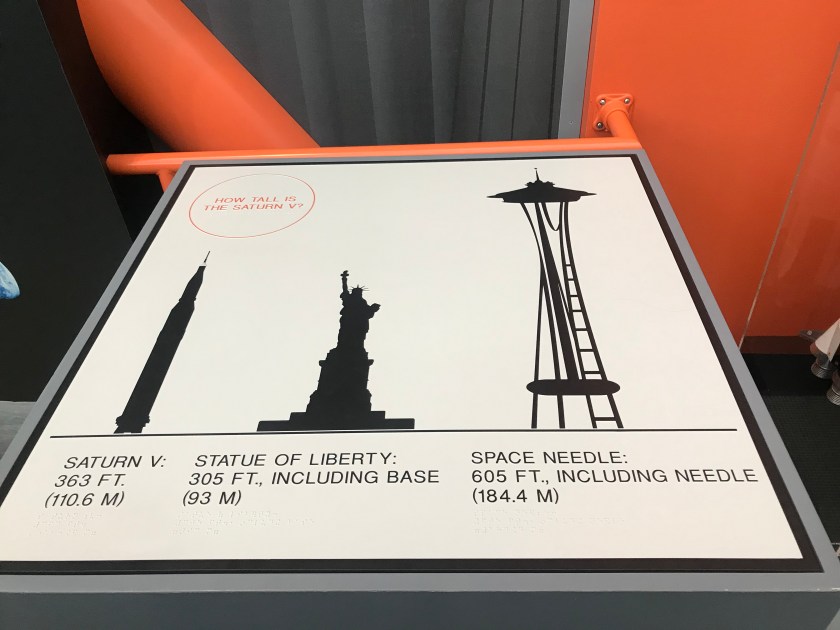 HOW TALL IS
THE SATURN V?
SATURN V:
363 FT.
(110.6 M)
STATUE OF LIBERTY:
305 FT., INCLUDING BASE
(93 M)
SPACE NEEDLE:
605 FT., INCLUDING NEEDLE
(184.4 M)